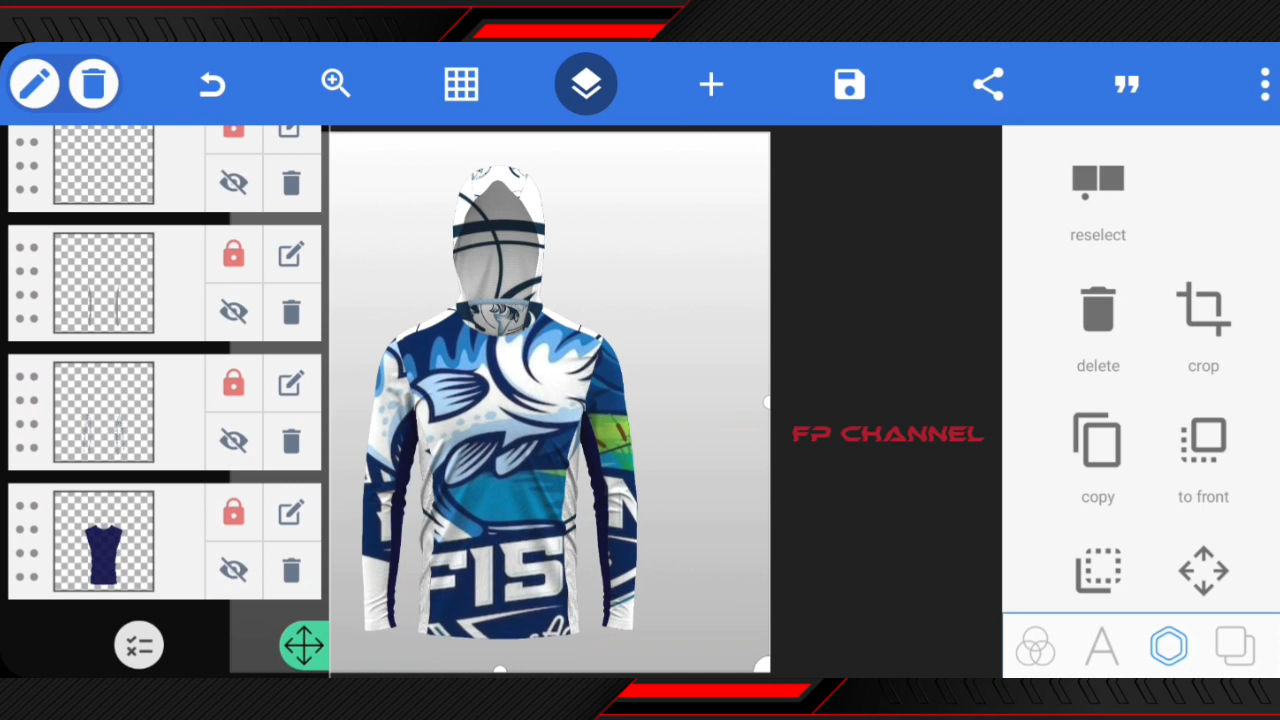 reselect
delete
crop
FP CHANNEL
copy
to front
FIS